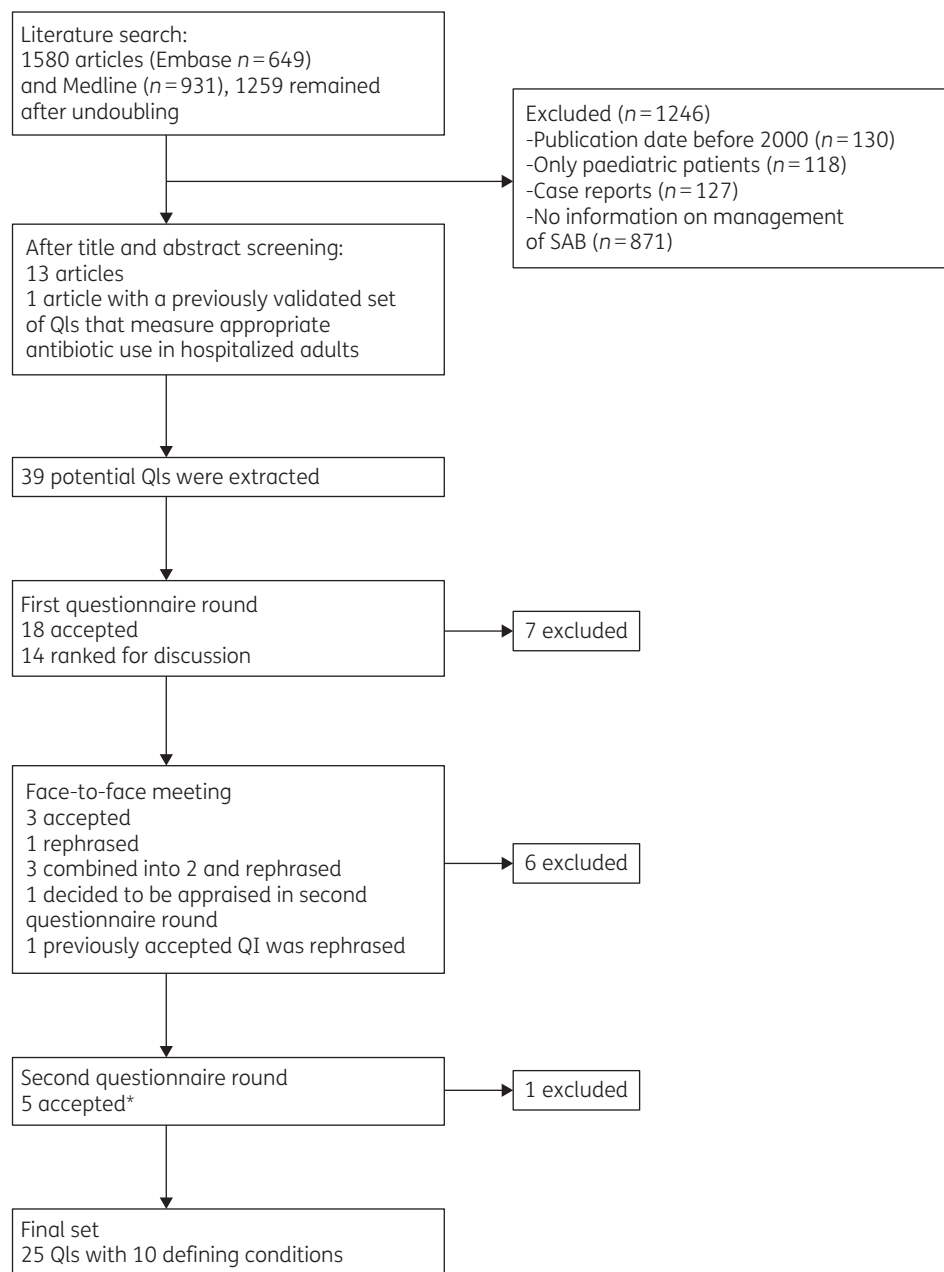 Literature search:
1580 articles (Embase n=649)
and Medline (n=931), 1259 remained
after undoubling
Excluded (n=1246)
-Publication date before 2000 (n=130)
-Only paediatric patients (n=118)
-Case reports (n=127)
-No information on management
of SAB (n=871)
After title and abstract screening:
13 articles
1 article with a previously validated set
of QIs that measure appropriate
antibiotic use in hospitalized adults
39 potential QIs were extracted
First questionnaire round
18 accepted
14 ranked for discussion
7 excluded
Face-to-face meeting
3 accepted
1 rephrased
3 combined into 2 and rephrased
1 decided to be appraised in second
questionnaire round
1 previously accepted QI was rephrased
6 excluded
Second questionnaire round
5 accepted*
1 excluded
Final set
25 QIs with 10 defining conditions